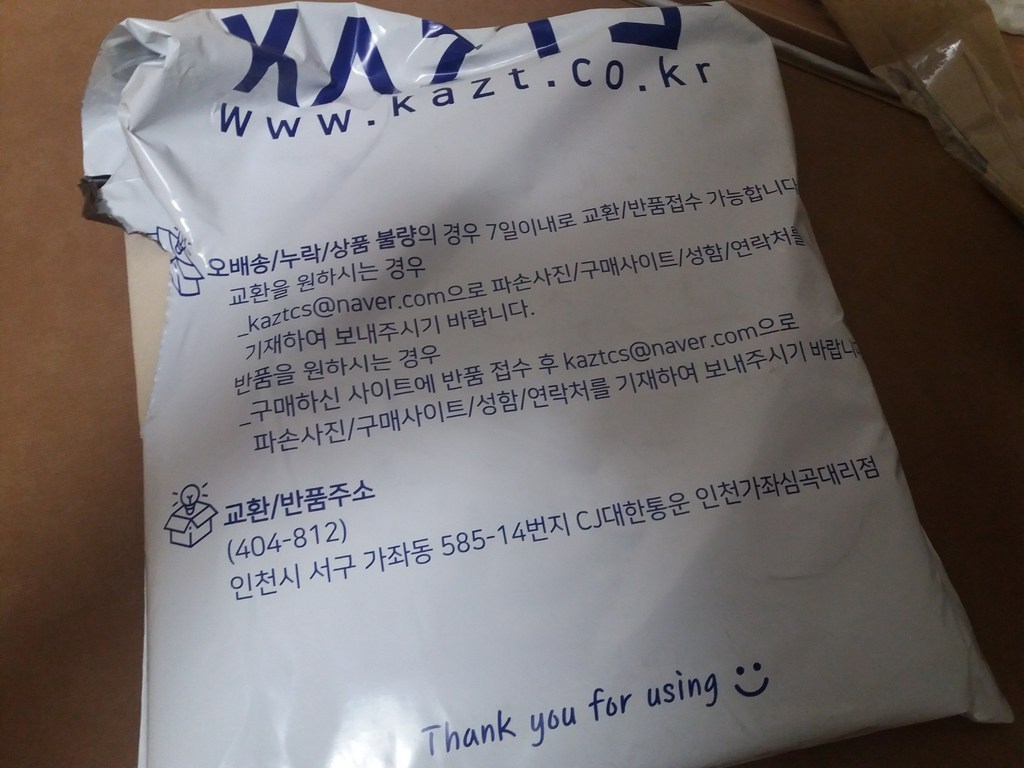 www.kazt.co.kr
오배송/누락/상품 불량의 경우 7일이내로 교환/반품접수 가능합니다
교환을 원하시는 경우
_kaztcs@naver.com으로 파손사진/구매사이트/성함/연락처를
기재하여 보내주시기 바랍니다.
반품을 원하시는 경우
_구매하신 사이트에 반품 접수 후 kaztcs@naver.com으로
파손사진/구매사이트/성함/연락처를 기재하여 보내주시기 바랍니
교환/반품주소
(404-812)
인천시 서구 가좌동 585-14번지 CJ대한통운 인천가좌심곡대리점
Thank you for using